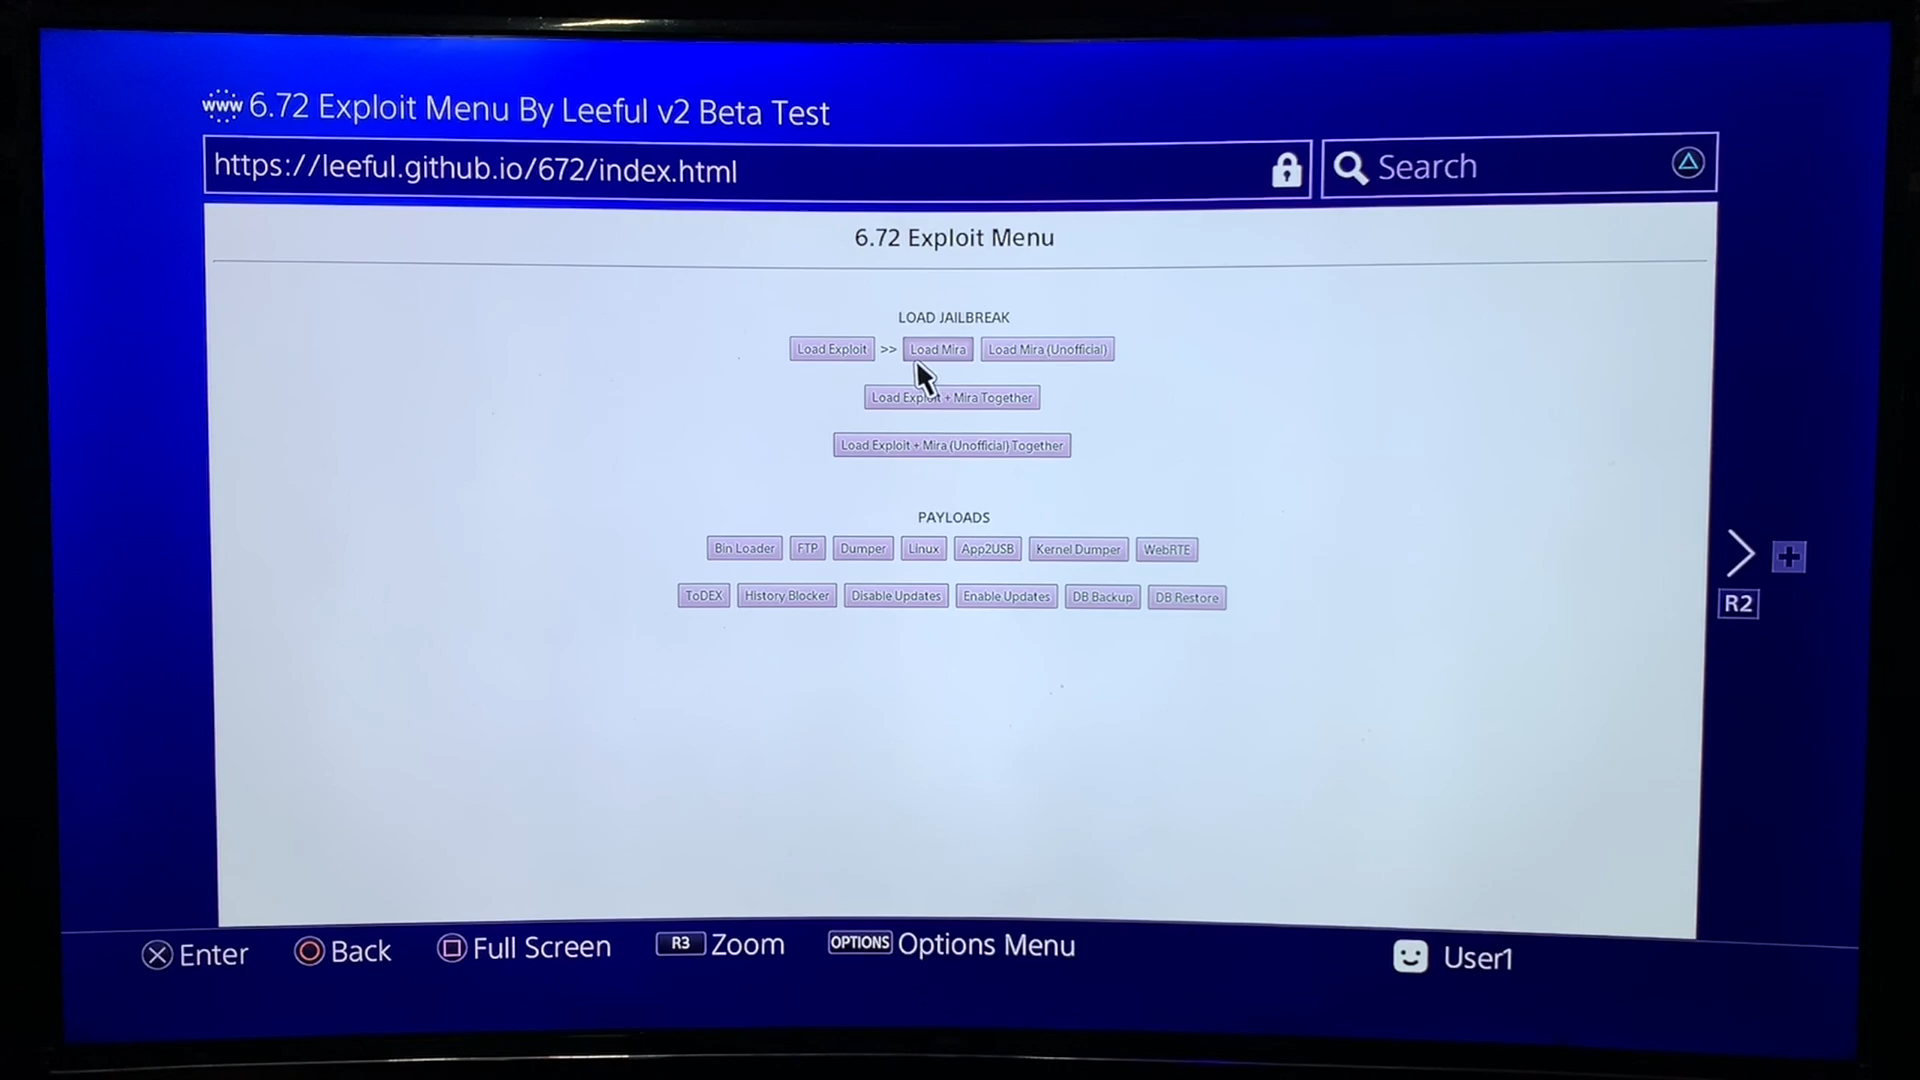 www 6.72 Exploit Menu By Leeful v2 Beta Test
https://leeful.github.io/672/index.html
Search
6.72 Exploit Menu
LOAD JAILBREAK
Load Exploit >> Load Mira Load Mira (Unofficial)
Load Exploit + Mira Together
Load Exploit + Mira (Unofficial) Together
PAYLOADS
Bin Loader FTP Dumper Linux App2USB Kernel Dumper WebRTE
ToDEX History Blocker Disable Updates Enable Updates DB Backup DB Restore
R2
Enter Back Full Screen R3 Zoom OPTIONS Options Menu User1